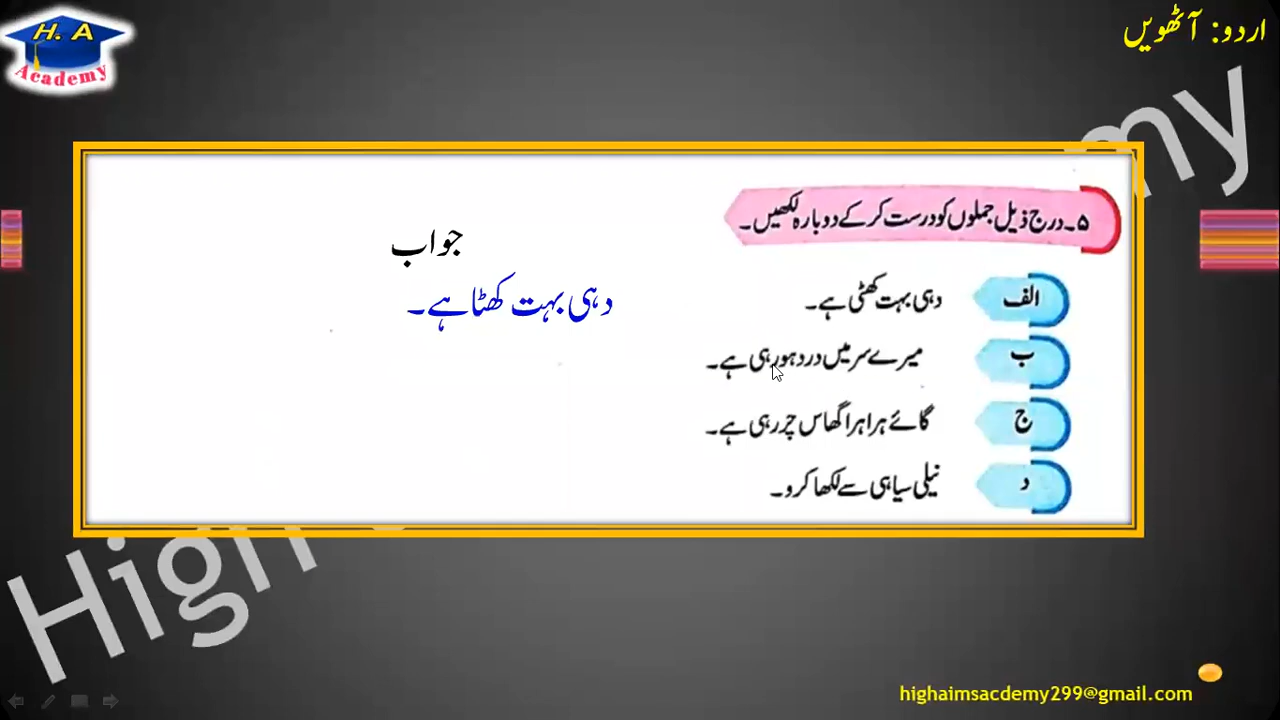 H. A
Academy
اردو: آٹھویں
۵۔ درج ذیل جملوں کو درست کر کے دوبارہ لکھیں۔
جواب
الف دہی بہت کھٹی ہے۔
دہی بہت کھٹا ہے۔
ب میرے سر میں درد ہو رہی ہے۔
ج گائے ہرا ہرا گھاس چر رہی ہے۔
د نیلی سیاہی سے لکھا کرو۔
High
my
highaimsacdemy299@gmail.com